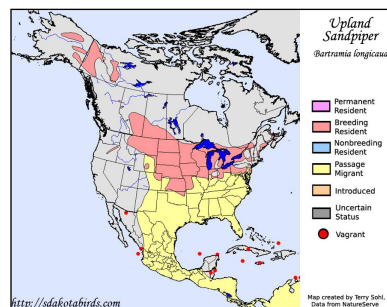 Upland
Sandpiper
Bartramia longicaua
Permanent
Resident
Breeding
Resident
Nonbreeding
Resident
Passage
Migrant
Introduced
Uncertain
Status
Vagrant
http://sdakotabirds.com
Map created by Terry Sohl,
Data from NatureServe